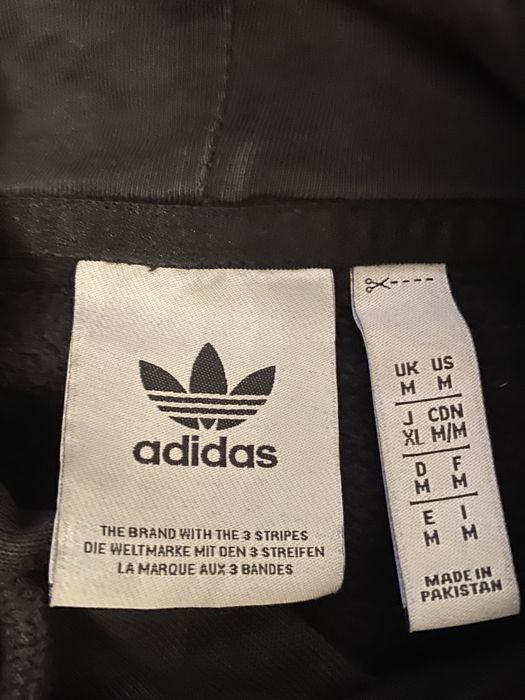 adidas
THE BRAND WITH THE 3 STRIPES
DIE WELTMARKE MIT DEN 3 STREIFEN
LA MARQUE AUX 3 BANDES
UK US
M M
J CDN
XL M/M
D F
M M
E I
M M
MADE IN
PAKISTAN